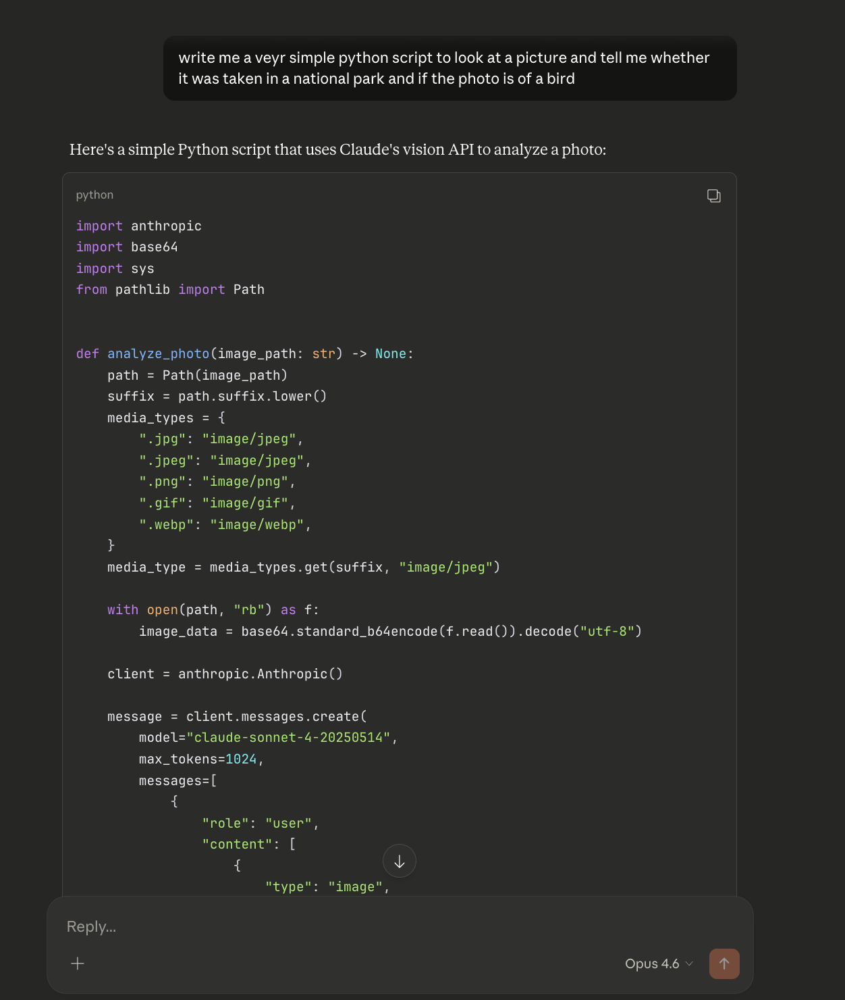 write me a veyr simple python script to look at a picture and tell me whether
it was taken in a national park and if the photo is of a bird
Here's a simple Python script that uses Claude's vision API to analyze a photo:
python
import anthropic
import base64
import sys
from pathlib import Path
def analyze_photo(image_path: str) -> None:
    path = Path(image_path)
    suffix = path.suffix.lower()
    media_types = {
        ".jpg": "image/jpeg",
        ".jpeg": "image/jpeg",
        ".png": "image/png",
        ".gif": "image/gif",
        ".webp": "image/webp",
    }
    media_type = media_types.get(suffix, "image/jpeg")
    with open(path, "rb") as f:
        image_data = base64.standard_b64encode(f.read()).decode("utf-8")
    client = anthropic.Anthropic()
    message = client.messages.create(
        model="claude-sonnet-4-20250514",
        max_tokens=1024,
        messages=[
            {
                "role": "user",
                "content": [
                    {
                        "type": "image",
Reply...
Opus 4.6